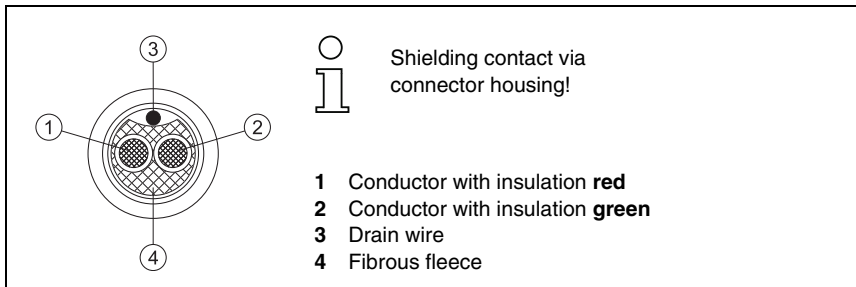 3
1
2
4
Shielding contact via
connector housing!
1 Conductor with insulation red
2 Conductor with insulation green
3 Drain wire
4 Fibrous fleece